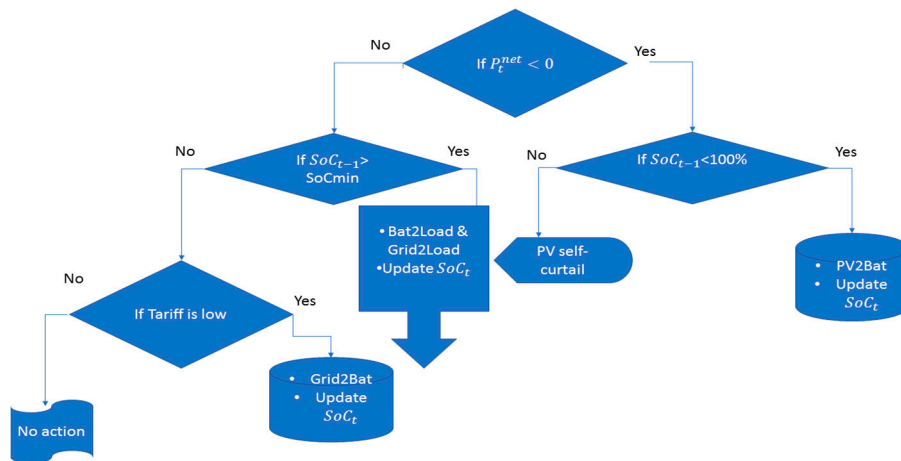 No
If P_t^{net} < 0
Yes
No
If SoC_{t−1}>
SoCmin
Yes
No
If SoC_{t−1}<100%
Yes
• Bat2Load &
Grid2Load
•Update SoC_t
PV self-
curtail
• PV2Bat
• Update
SoC_t
No
If Tariff is low
Yes
• Grid2Bat
• Update
SoC_t
No action